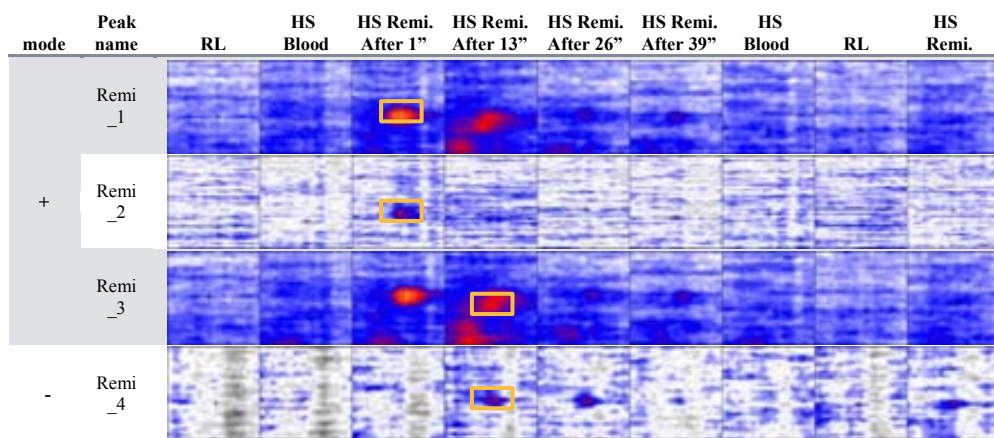 mode Peak name RL HS Blood HS Remi. After 1” HS Remi. After 13” HS Remi. After 26” HS Remi. After 39” HS Blood RL HS Remi.
+
Remi _1
Remi _2
Remi _3
- Remi _4